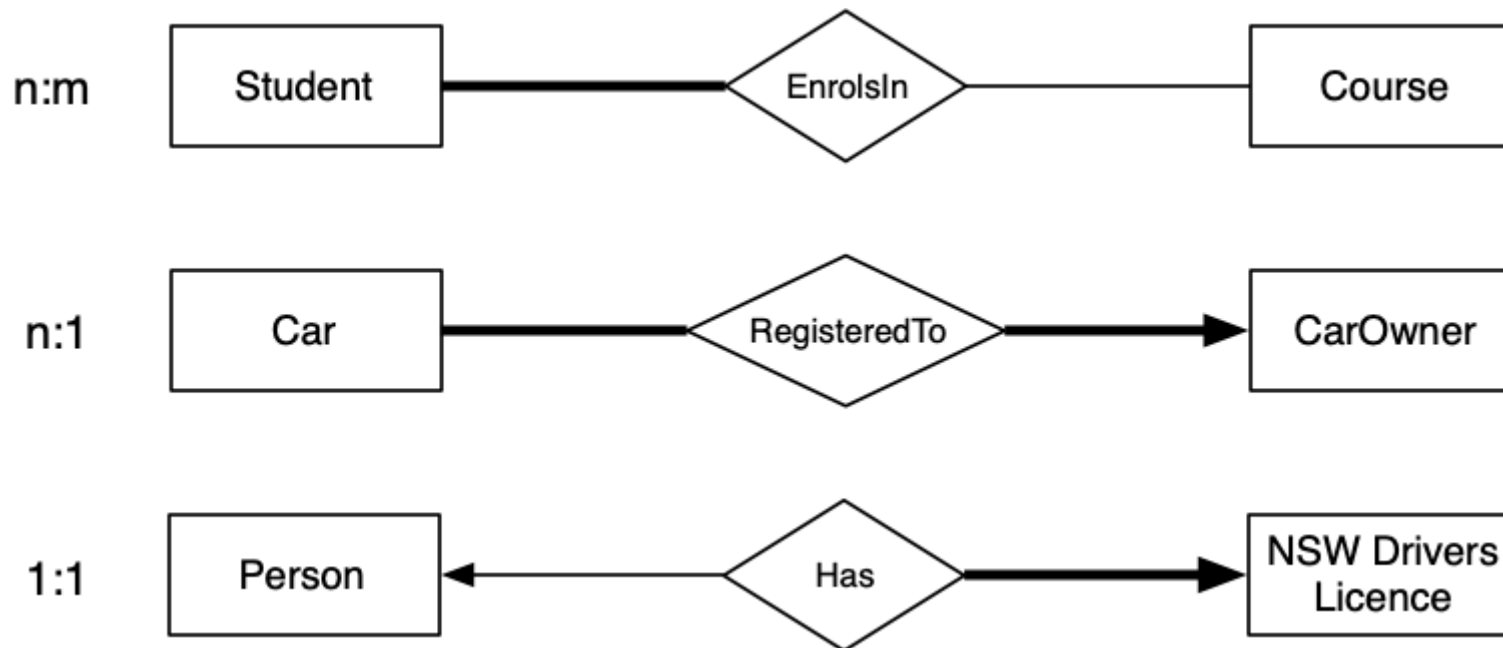 n:m
Student
EnrolsIn
Course
n:1
Car
RegisteredTo
CarOwner
1:1
Person
Has
NSW Drivers
Licence